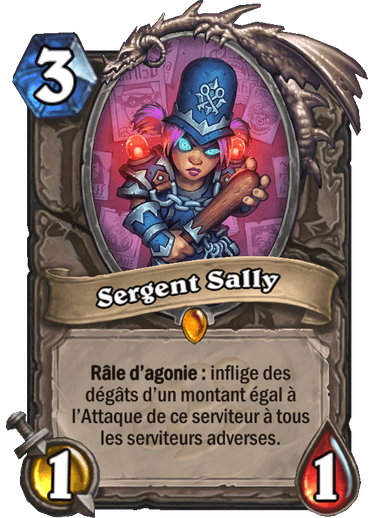 3
Sergent Sally
Râle d’agonie : inflige des
dégâts d’un montant égal à
l’Attaque de ce serviteur à tous
les serviteurs adverses.
1
1